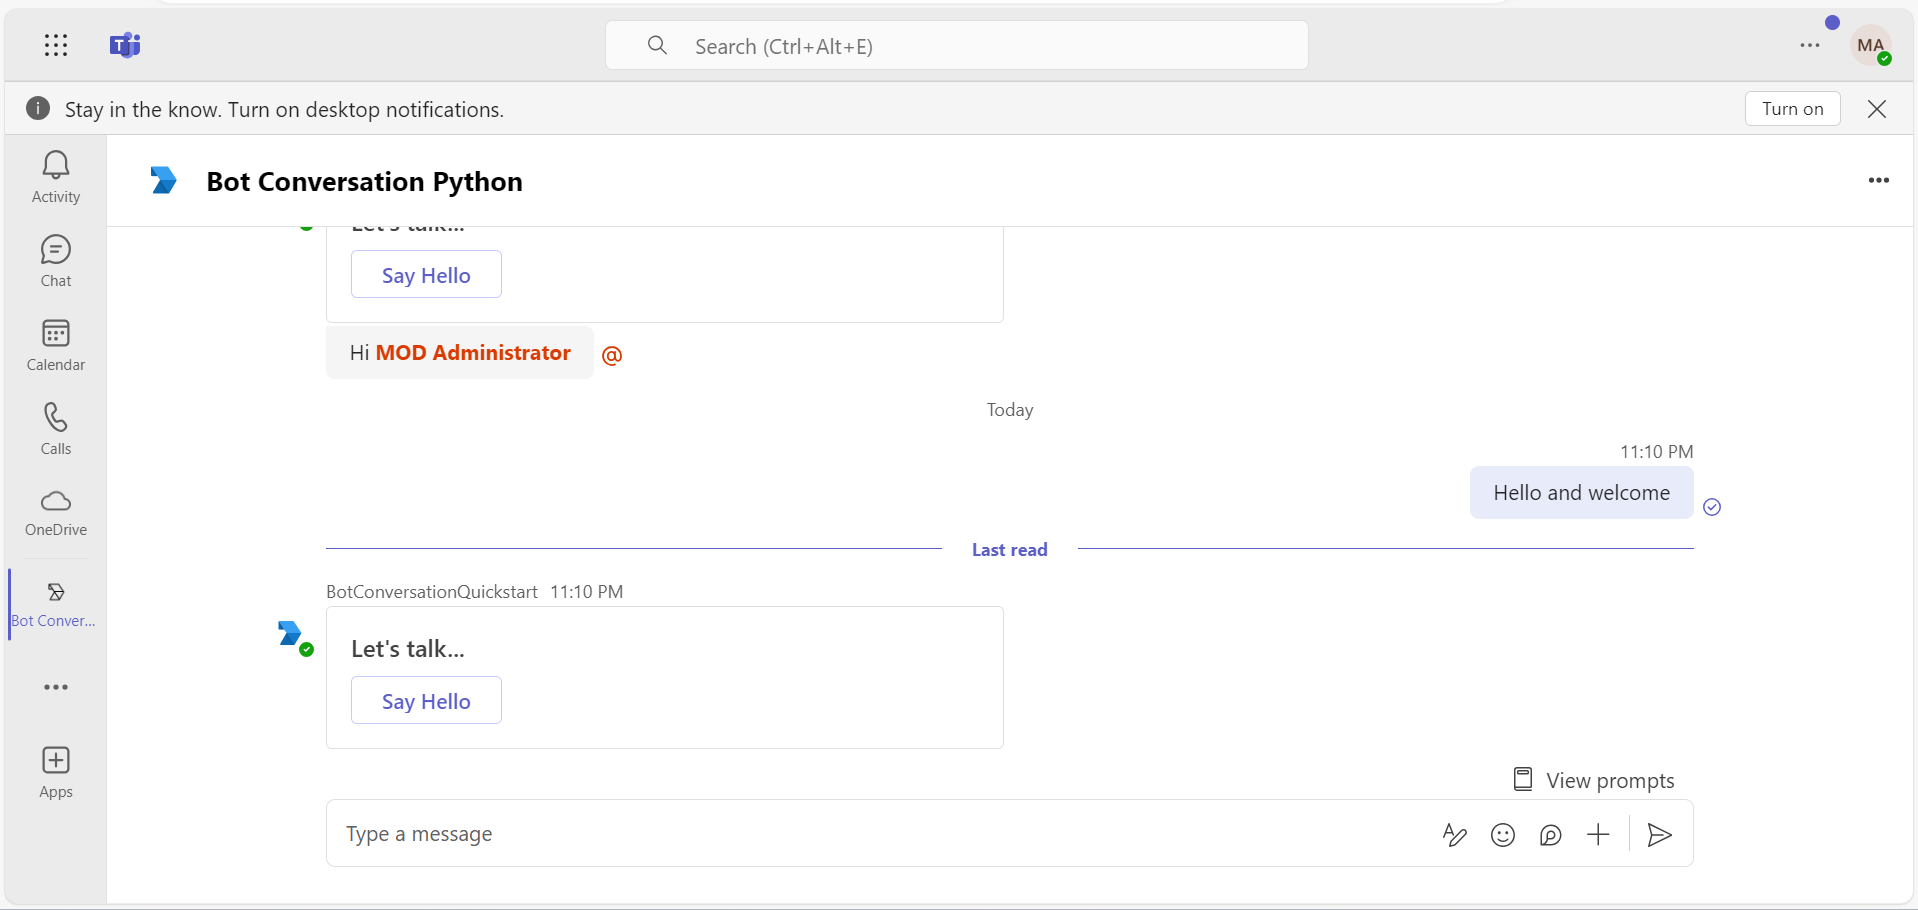 Search (Ctrl+Alt+E)
MA
Stay in the know. Turn on desktop notifications.
Turn on
Activity
Chat
Calendar
Calls
OneDrive
Bot Conver...
Apps
Bot Conversation Python
Let's talk...
Say Hello
Hi MOD Administrator @
Today
11:10 PM
Hello and welcome
Last read
BotConversationQuickstart 11:10 PM
Let's talk...
Say Hello
View prompts
Type a message